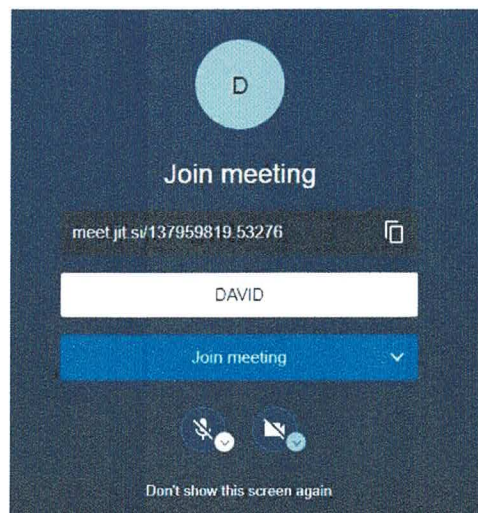 D
Join meeting
meet.jit.si/137959819.53276
DAVID
Join meeting
Don't show this screen again